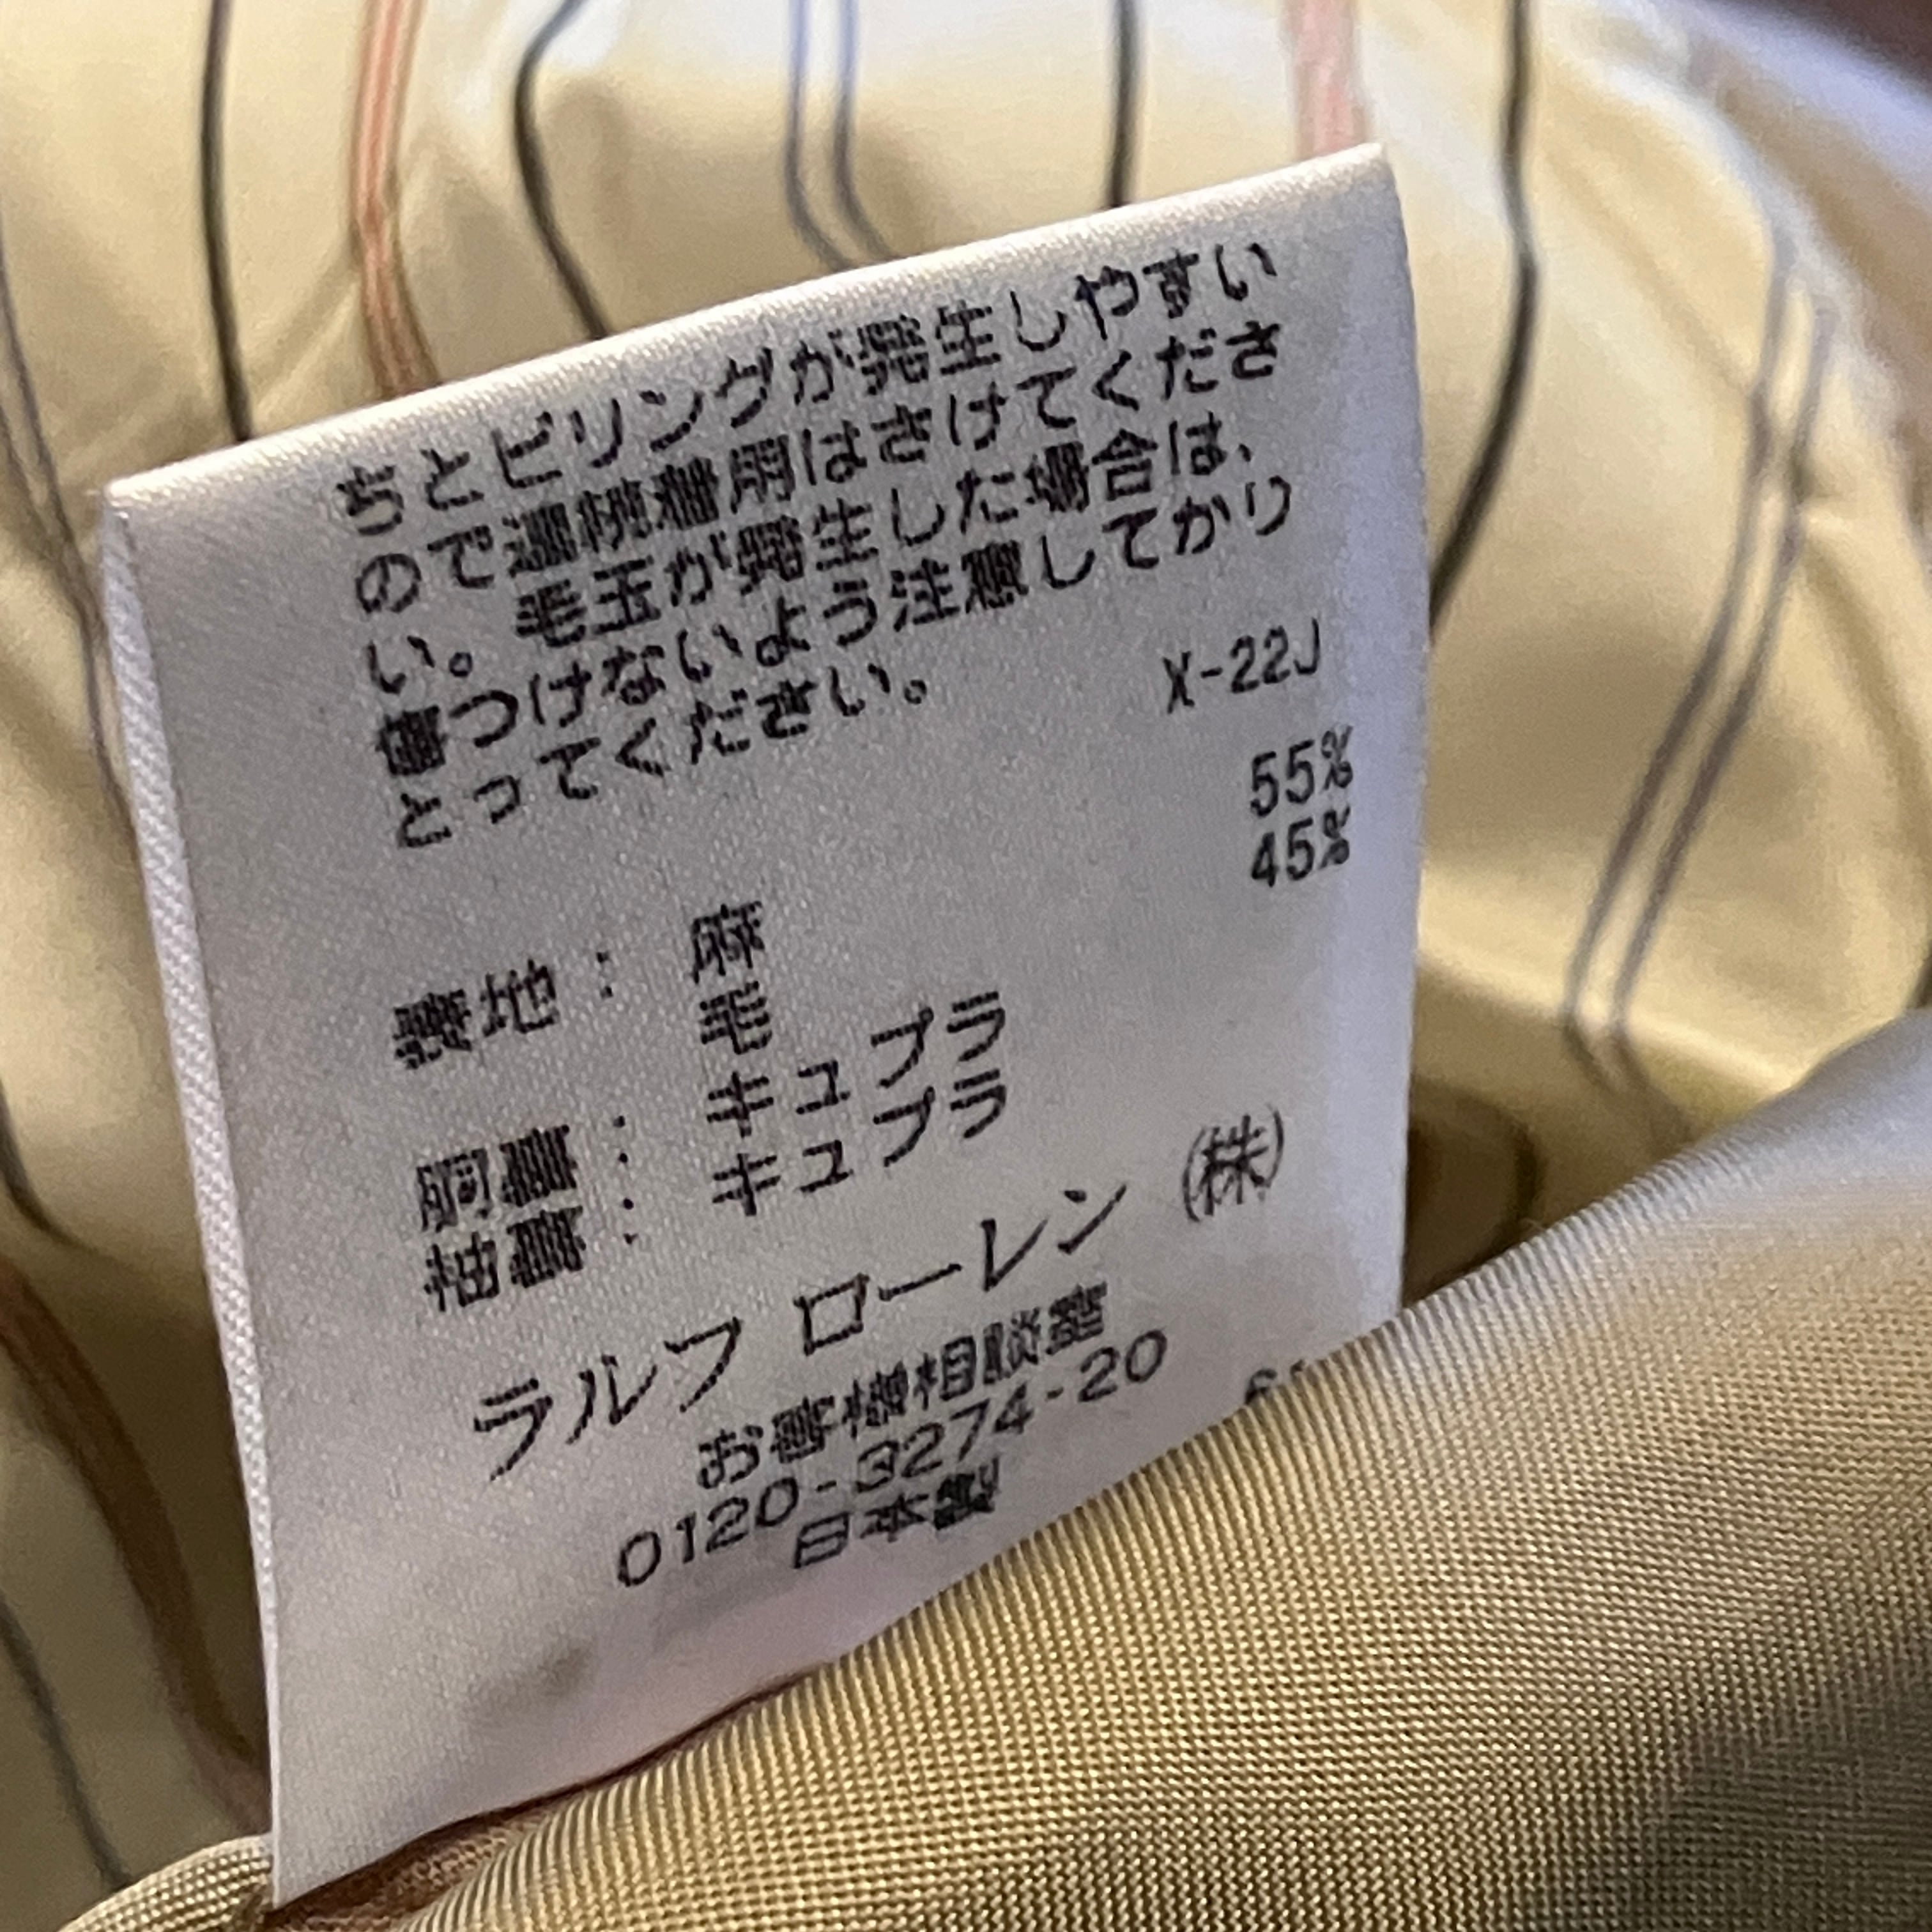 ちとピリングが発生しやすい
ので連続着用はさけてくださ
い。毛玉が発生した場合は、
傷つけないよう注意してかり
とってください。
X-22J
表地： 麻 55%
毛 45%
胴裏： キュプラ
袖裏： キュプラ
ラルフ ローレン (株)
お客様相談室
0120-3274-20
日本製